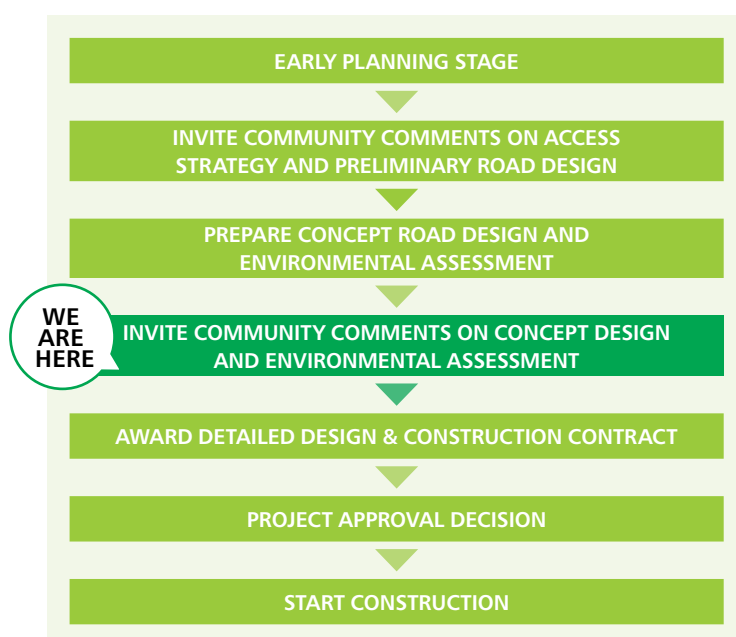 EARLY PLANNING STAGE
INVITE COMMUNITY COMMENTS ON ACCESS
STRATEGY AND PRELIMINARY ROAD DESIGN
PREPARE CONCEPT ROAD DESIGN AND
ENVIRONMENTAL ASSESSMENT
WE
ARE
HERE
INVITE COMMUNITY COMMENTS ON CONCEPT DESIGN
AND ENVIRONMENTAL ASSESSMENT
AWARD DETAILED DESIGN & CONSTRUCTION CONTRACT
PROJECT APPROVAL DECISION
START CONSTRUCTION